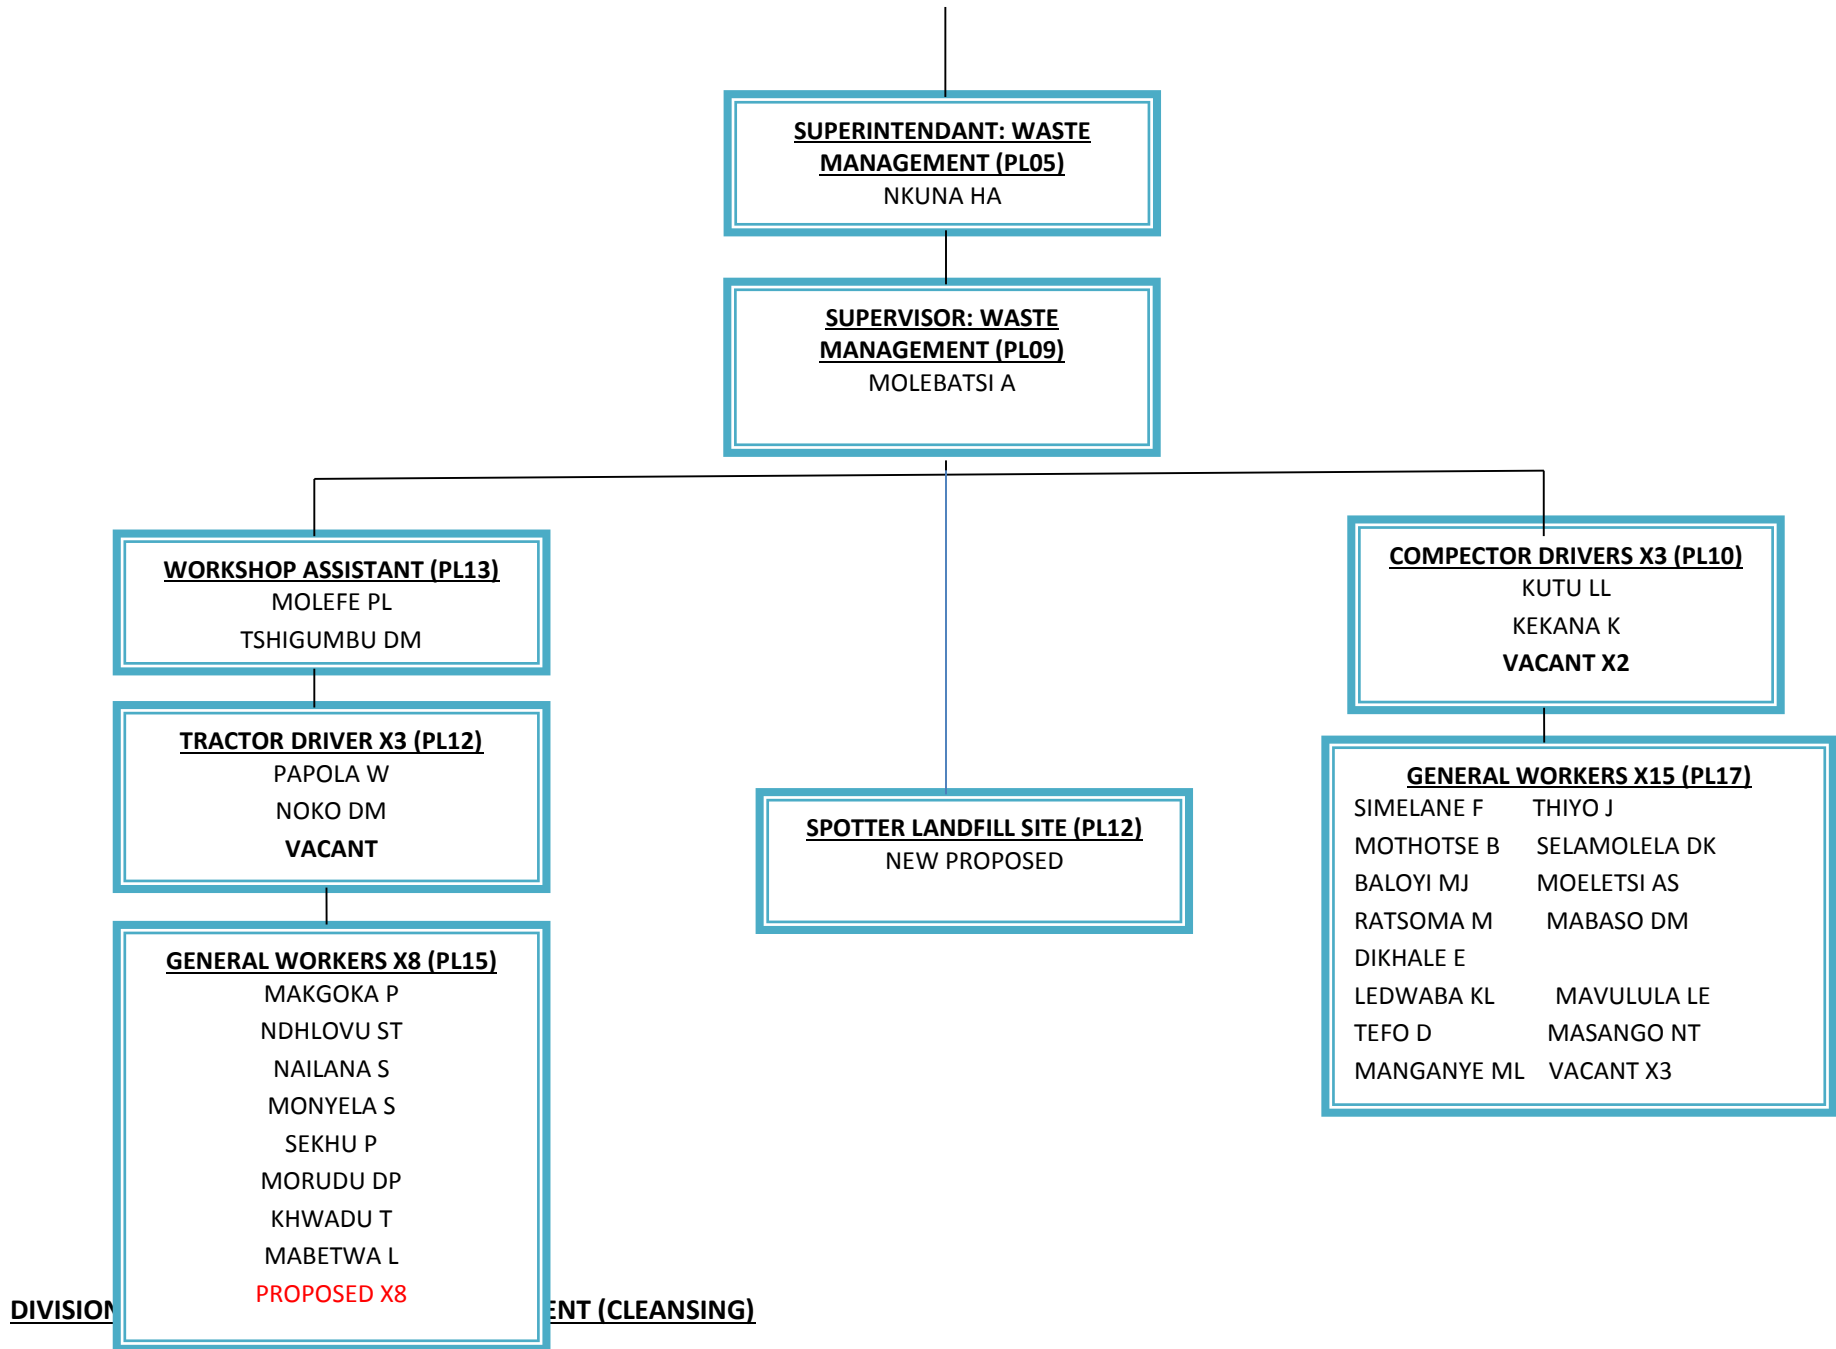 SUPERINTENDANT: WASTE
MANAGEMENT (PL05)
NKUNA HA
SUPERVISOR: WASTE
MANAGEMENT (PL09)
MOLEBATSI A
WORKSHOP ASSISTANT (PL13)
MOLEFE PL
TSHIGUMBU DM
TRACTOR DRIVER X3 (PL12)
PAPOLA W
NOKO DM
VACANT
GENERAL WORKERS X8 (PL15)
MAKGOKA P
NDHLOVU ST
NAILANA S
MONYELA S
SEKHU P
MORUDU DP
KHWADU T
MABETWA L
PROPOSED X8
SPOTTER LANDFILL SITE (PL12)
NEW PROPOSED
COMPECTOR DRIVERS X3 (PL10)
KUTU LL
KEKANA K
VACANT X2
GENERAL WORKERS X15 (PL17)
SIMELANE F THIYO J
MOTHOTSE B SELAMOLELA DK
BALOYI MJ MOELETSI AS
RATSOMA M MABASO DM
DIKHALE E
LEDWABA KL MAVULULA LE
TEFO D MASANGO NT
MANGANYE ML VACANT X3
DIVISION ENT (CLEANSING)